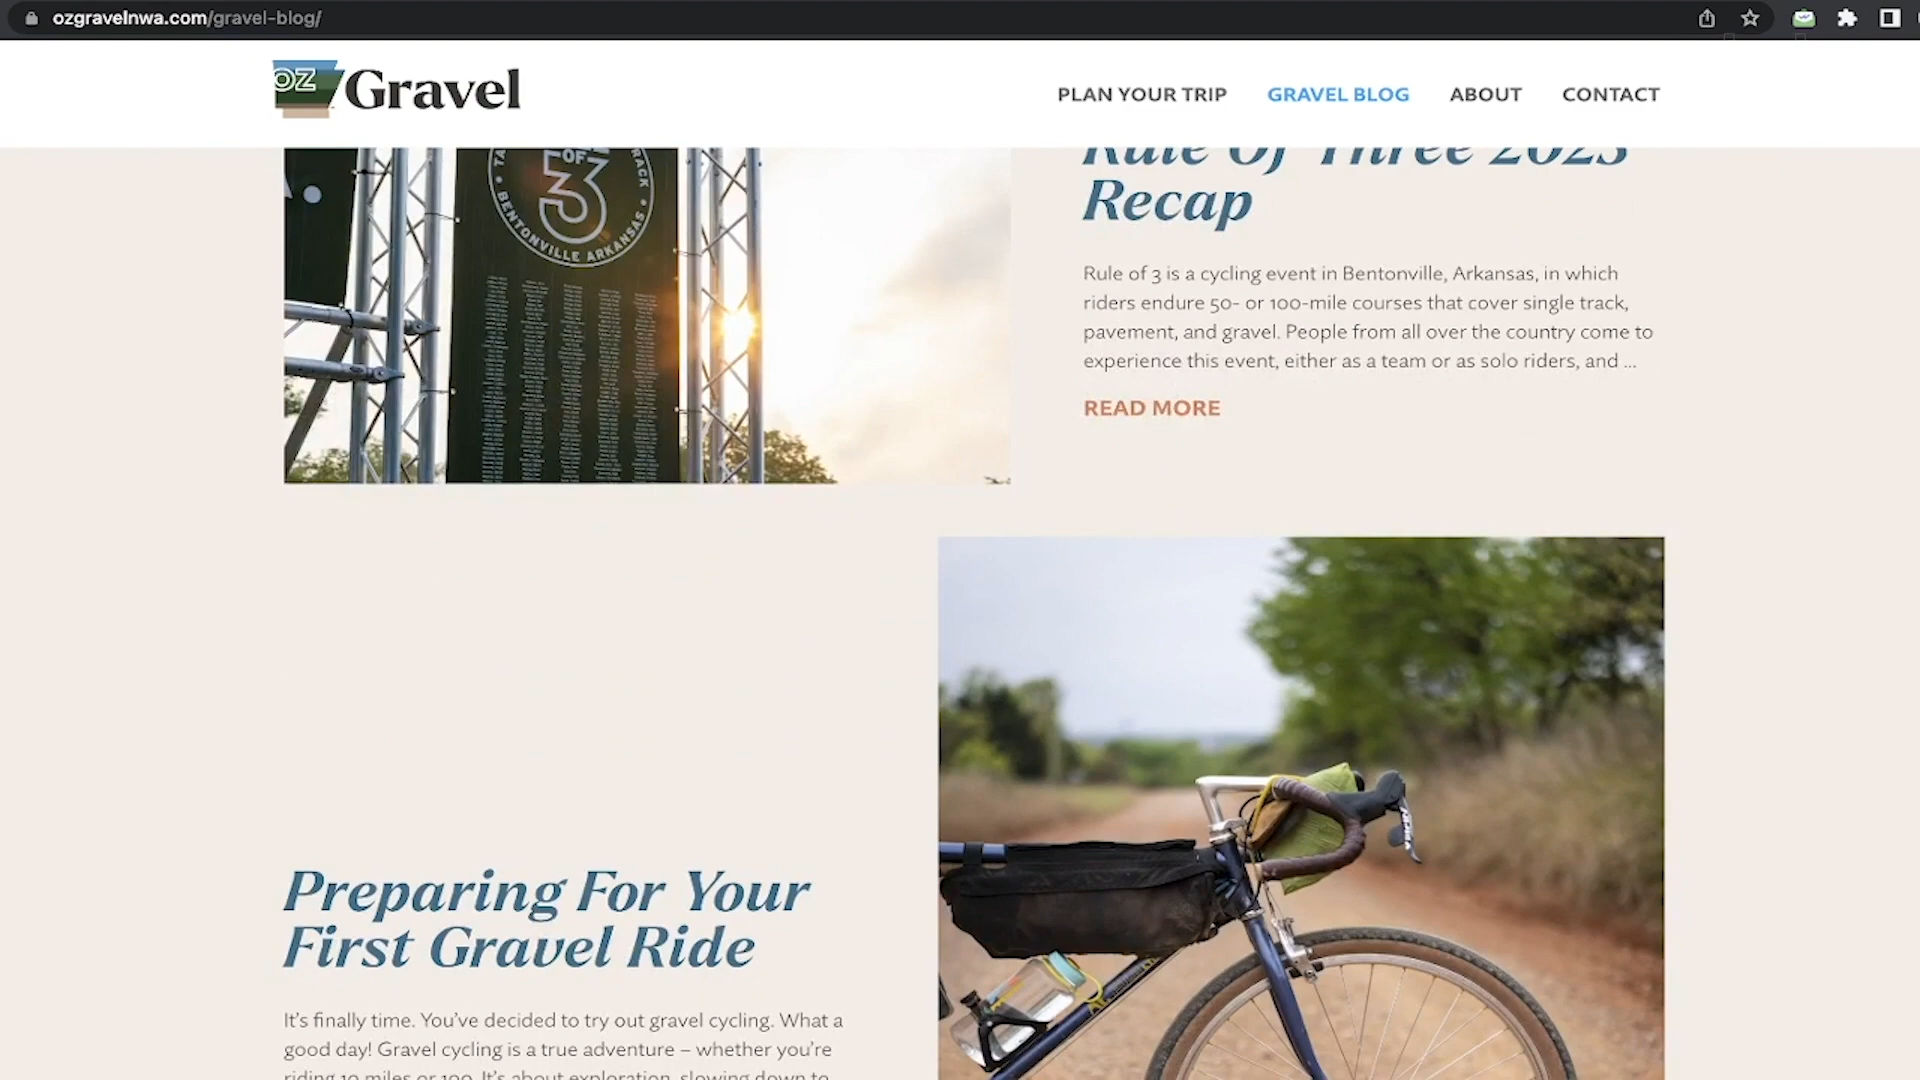 ozgravelnwa.com/gravel-blog/
OZ Gravel
PLAN YOUR TRIP GRAVEL BLOG ABOUT CONTACT
OF
3
BENTONVILLE ARKANSAS
Rule Of Three 2023
Recap
Rule of 3 is a cycling event in Bentonville, Arkansas, in which
riders endure 50- or 100-mile courses that cover single track,
pavement, and gravel. People from all over the country come to
experience this event, either as a team or as solo riders, and ...
READ MORE
Preparing For Your
First Gravel Ride
It's finally time. You've decided to try out gravel cycling. What a
good day! Gravel cycling is a true adventure – whether you're
riding 10 miles or 100. It's about exploration, slowing down to